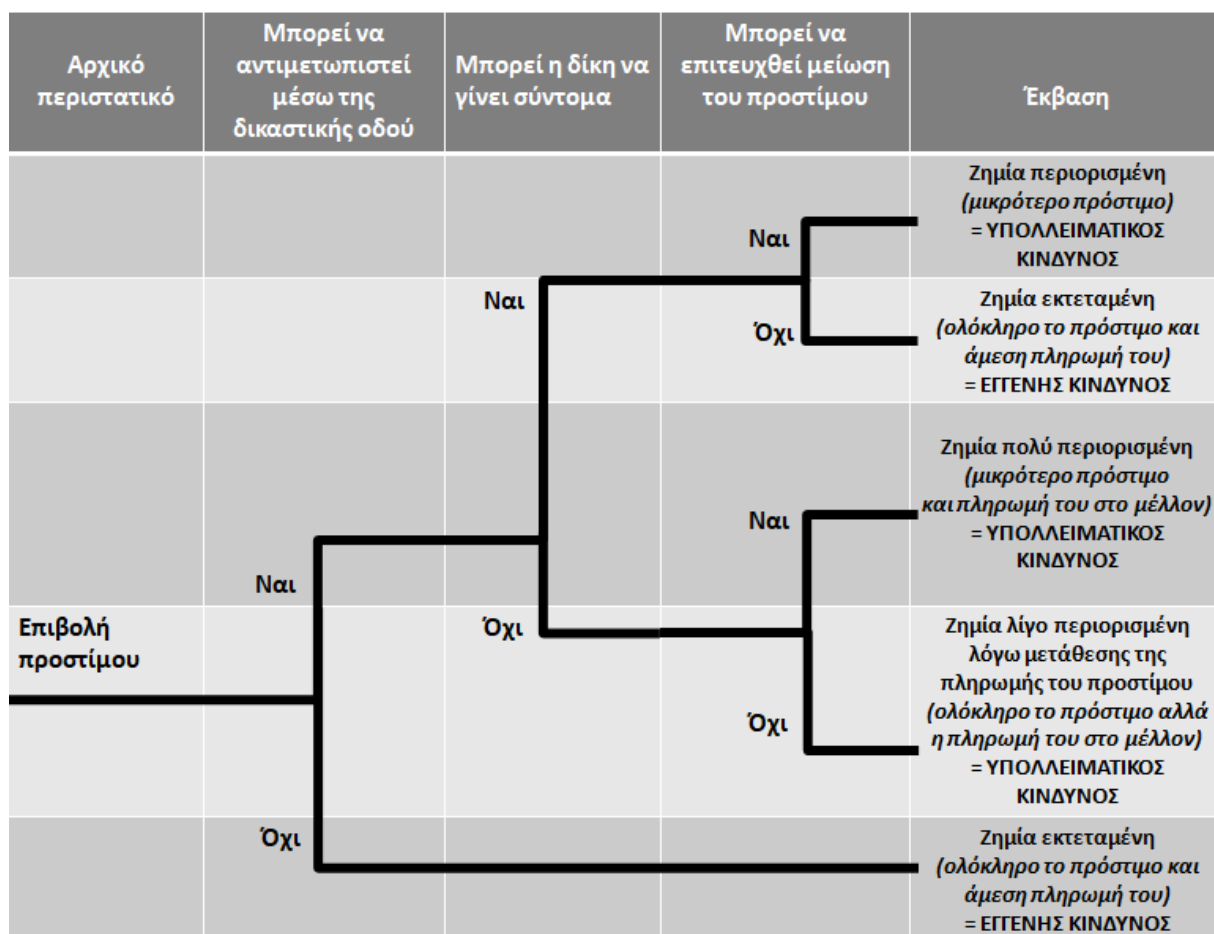 Αρχικό
περιστατικό
Μπορεί να
αντιμετωπιστεί
μέσω της
δικαστικής οδού
Μπορεί η δίκη να
γίνει σύντομα
Μπορεί να
επιτευχθεί μείωση
του προστίμου
Έκβαση
Ζημία περιορισμένη
(μικρότερο πρόστιμο)
= ΥΠΟΛΛΕΙΜΑΤΙΚΟΣ
ΚΙΝΔΥΝΟΣ
Ναι
Ναι
Ζημία εκτεταμένη
(ολόκληρο το πρόστιμο και
άμεση πληρωμή του)
= ΕΓΓΕΝΗΣ ΚΙΝΔΥΝΟΣ
Όχι
Ζημία πολύ περιορισμένη
(μικρότερο πρόστιμο
και πληρωμή του στο μέλλον)
= ΥΠΟΛΛΕΙΜΑΤΙΚΟΣ
ΚΙΝΔΥΝΟΣ
Ναι
Ναι
Επιβολή
προστίμου
Όχι
Ζημία λίγο περιορισμένη
λόγω μετάθεσης της
πληρωμής του προστίμου
(ολόκληρο το πρόστιμο αλλά
η πληρωμή του στο μέλλον)
= ΥΠΟΛΛΕΙΜΑΤΙΚΟΣ
ΚΙΝΔΥΝΟΣ
Όχι
Όχι
Ζημία εκτεταμένη
(ολόκληρο το πρόστιμο και
άμεση πληρωμή του)
= ΕΓΓΕΝΗΣ ΚΙΝΔΥΝΟΣ